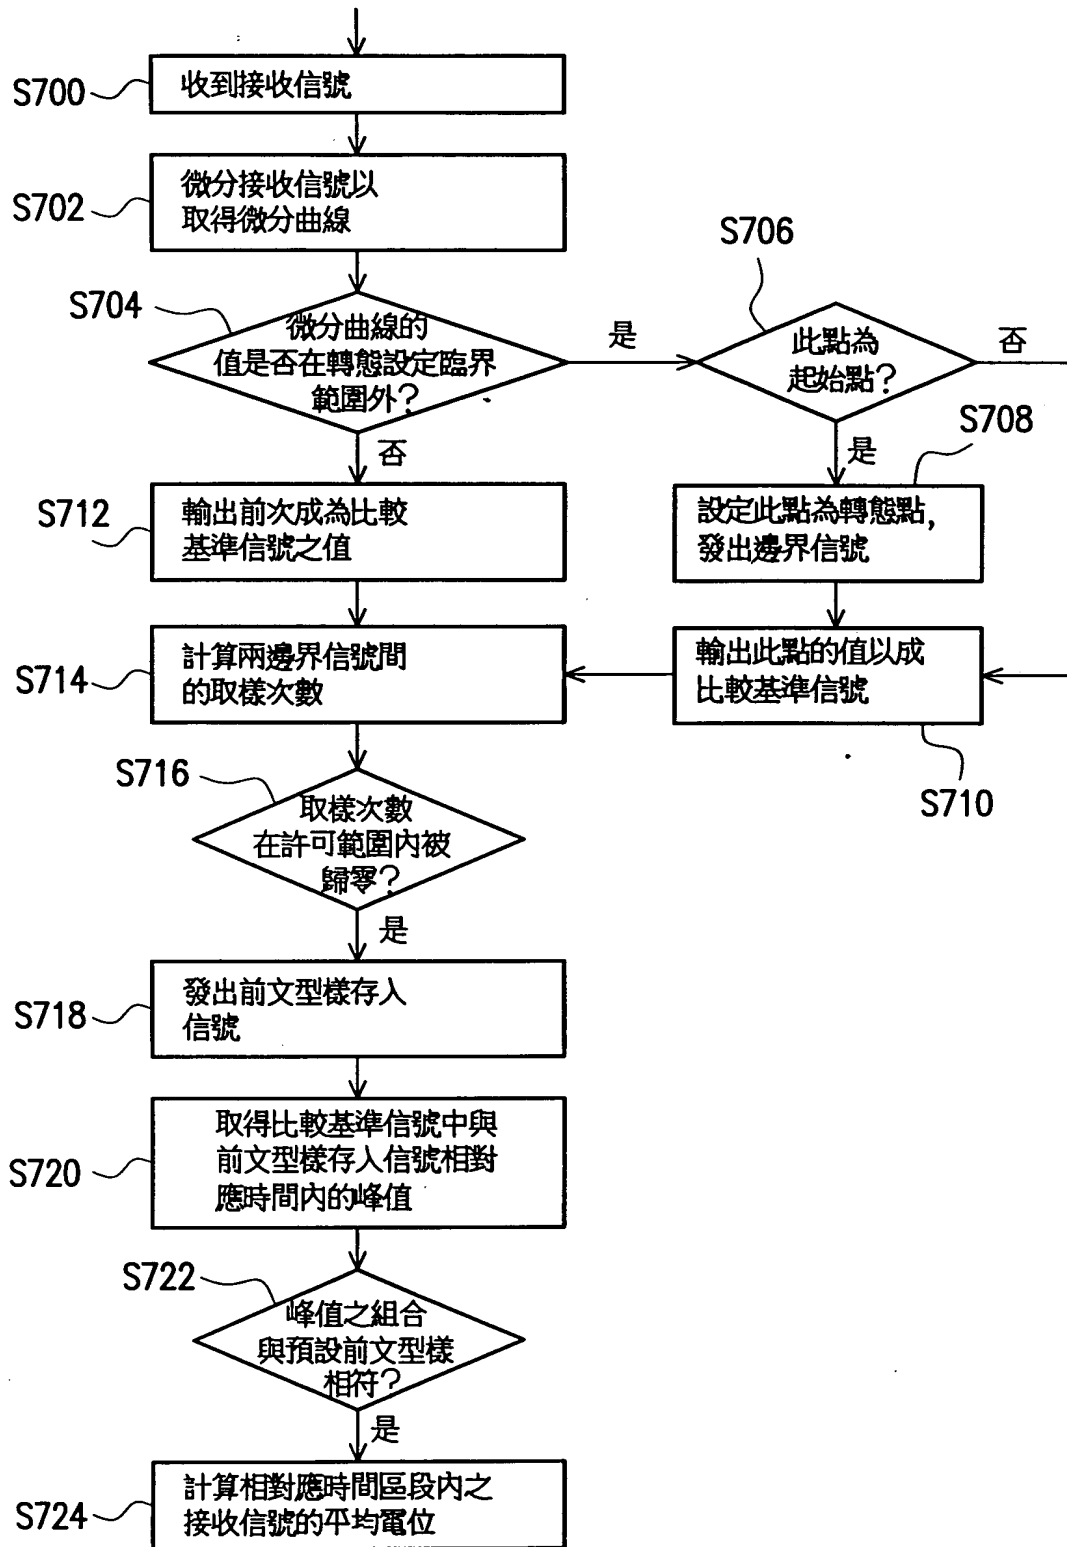 S700
收到接收信號
S702
微分接收信號以
取得微分曲線
S704
微分曲線的
值是否在轉態設定臨界
範圍外?
是
S706
此點為
起始點?
否
是
S708
設定此點為轉態點,
發出邊界信號
否
S712
輸出前次成為比較
基準信號之值
S710
輸出此點的值以成
比較基準信號
S714
計算兩邊界信號間
的取樣次數
S716
取樣次數
在許可範圍內被
歸零?
是
S718
發出前文型樣存入
信號
S720
取得比較基準信號中與
前文型樣存入信號相對
應時間內的峰值
S722
峰值之組合
與預設前文型樣
相符?
是
S724
計算相對應時間區段內之
接收信號的平均電位